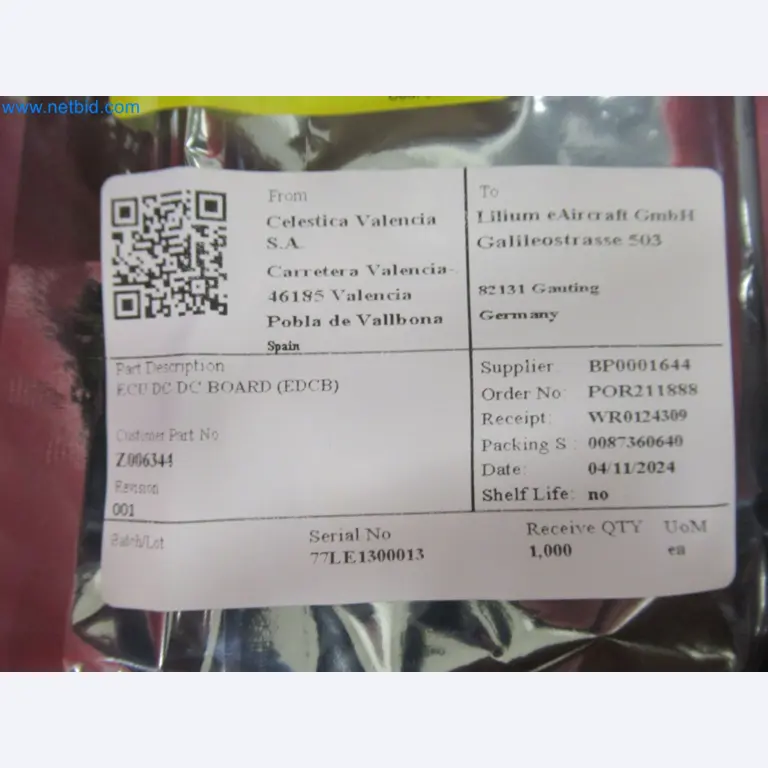 www.netbid.com
From
Celestica Valencia
S.A.
Carretera Valencia-
46185 Valencia
Pobla de Vallbona
Spain
To
Lilium eAircraft GmbH
Galileostrasse 503
82131 Gauting
Germany
Part Description
ECU DC-DC BOARD (EDCB)
Customer Part No
Z006344
Revision
001
Supplier BP0001644
Order No POR211888
Receipt: WR0124309
Packing S : 0087360640
Date: 04/11/2024
Shelf Life: no
Batch/Lot
Serial No
77LE1300013
Receive QTY
1,000
UoM
ea